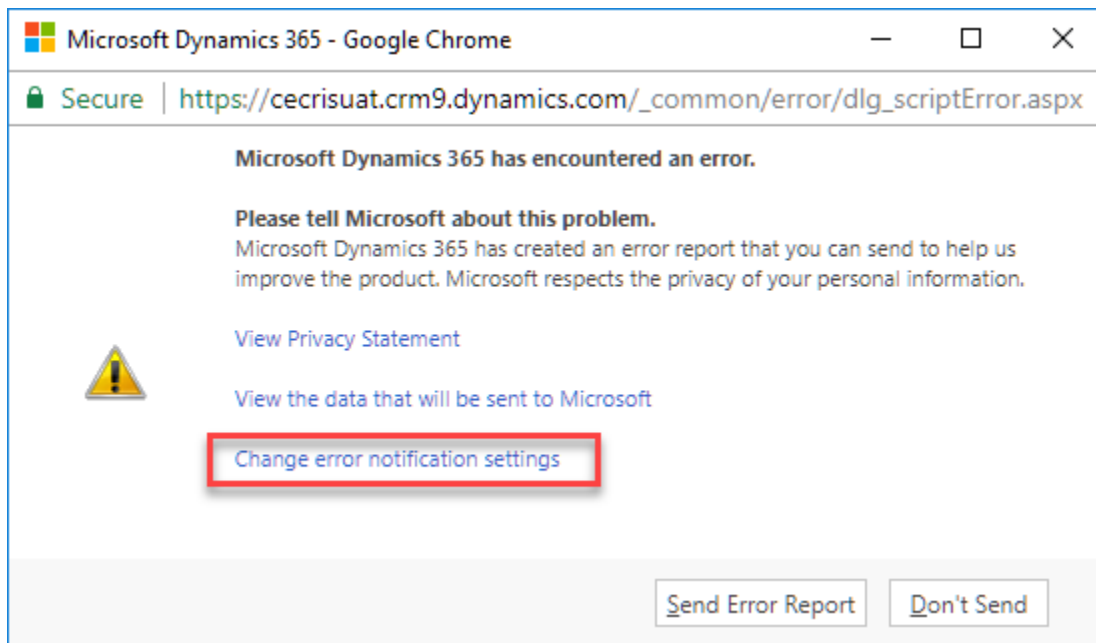 Microsoft Dynamics 365 - Google Chrome
Secure | https://cecrisuat.crm9.dynamics.com/_common/error/dlg_scriptError.aspx
Microsoft Dynamics 365 has encountered an error.
Please tell Microsoft about this problem.
Microsoft Dynamics 365 has created an error report that you can send to help us
improve the product. Microsoft respects the privacy of your personal information.
View Privacy Statement
View the data that will be sent to Microsoft
Change error notification settings
Send Error Report Don't Send